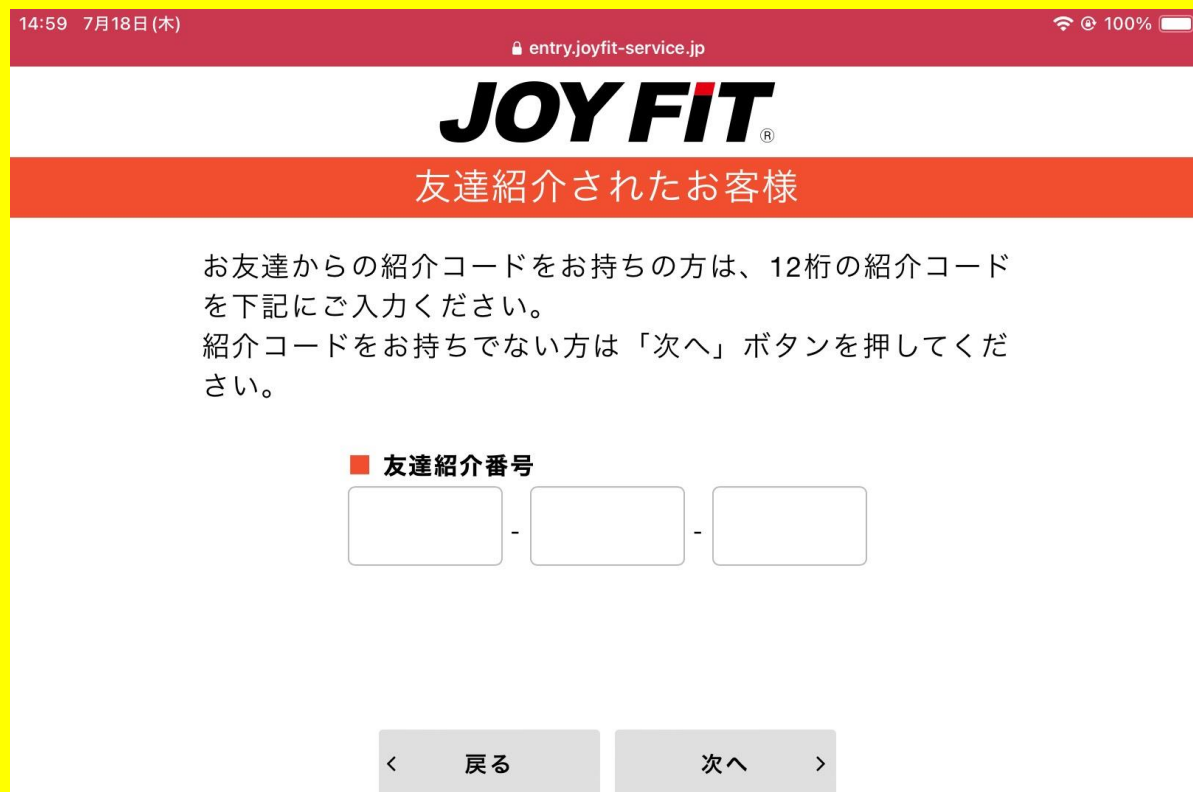 14:59 7月18日(木) 100%
entry.joyfit-service.jp
JOY FIT®
友達紹介されたお客様
お友達からの紹介コードをお持ちの方は、12桁の紹介コード
を下記にご入力ください。
紹介コードをお持ちでない方は「次へ」ボタンを押してくだ
さい。
■ 友達紹介番号
- -
< 戻る 次へ >